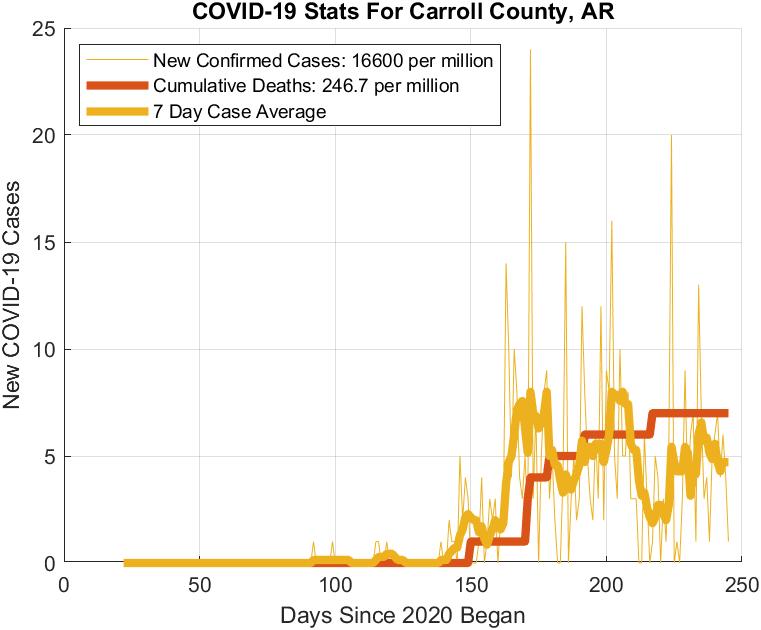 COVID-19 Stats For Carroll County, AR
New Confirmed Cases: 16600 per million
Cumulative Deaths: 246.7 per million
7 Day Case Average
New COVID-19 Cases
25
20
15
10
5
0
0 50 100 150 200 250
Days Since 2020 Began